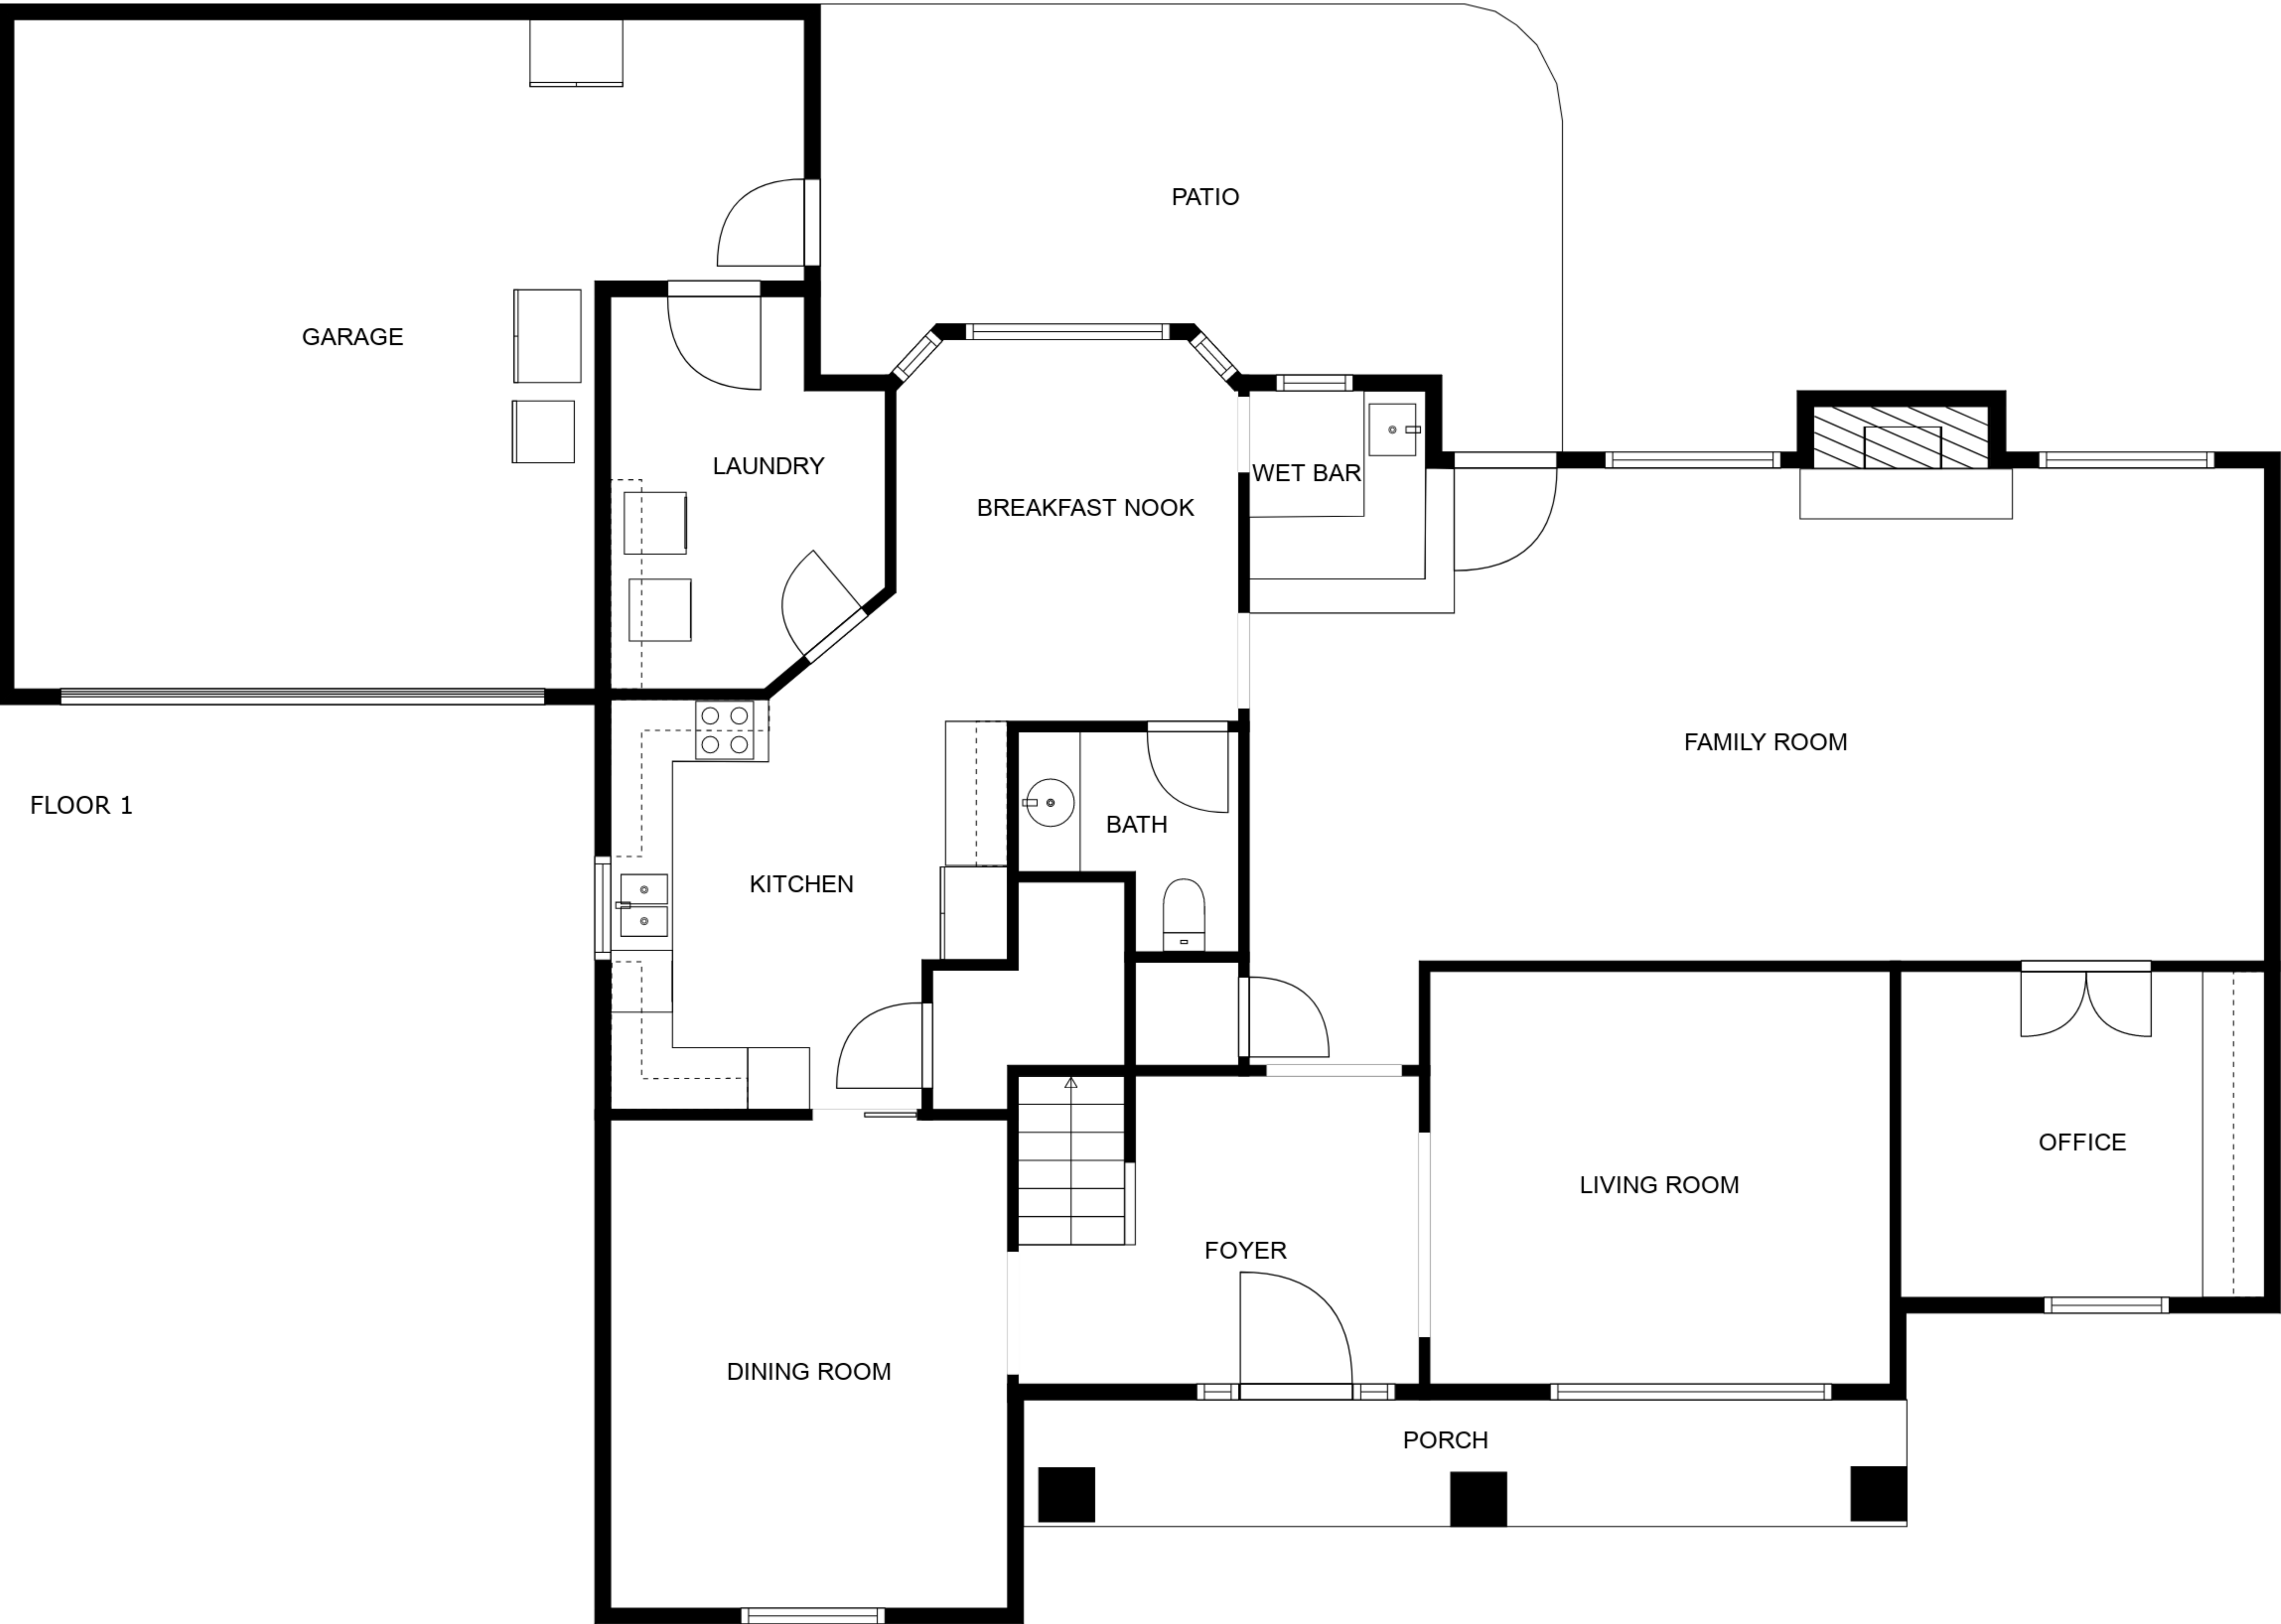 PATIO
GARAGE
LAUNDRY
WET BAR
BREAKFAST NOOK
FAMILY ROOM
FLOOR 1
BATH
KITCHEN
OFFICE
LIVING ROOM
FOYER
DINING ROOM
PORCH